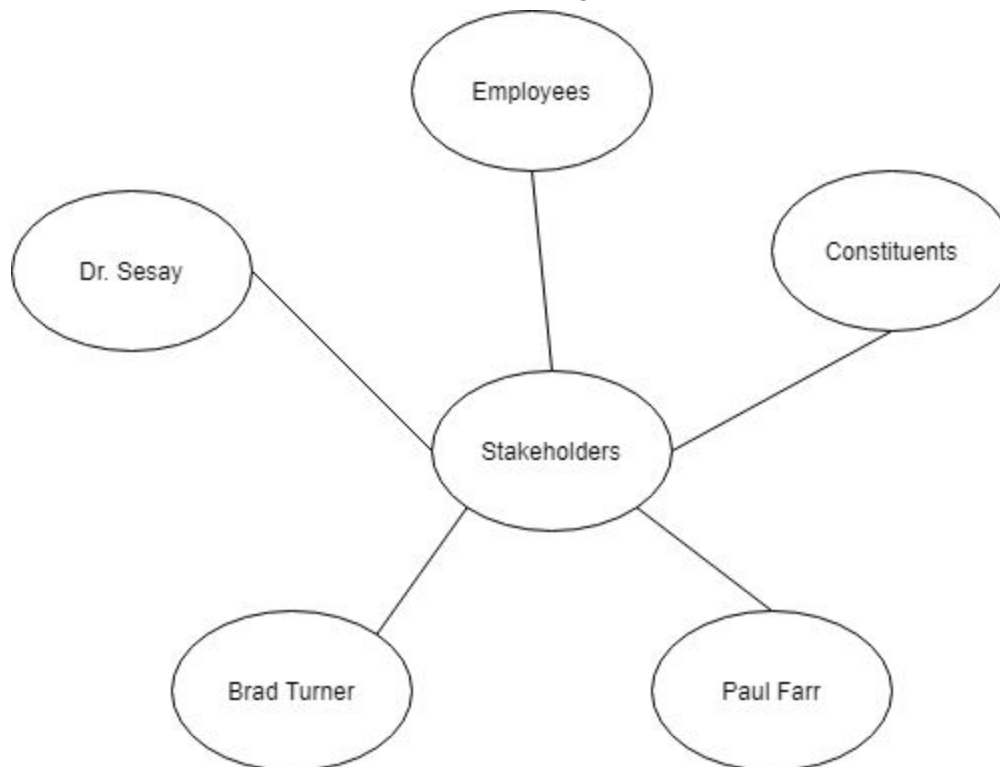 Employees
Constituents
Dr. Sesay
Stakeholders
Brad Turner
Paul Farr